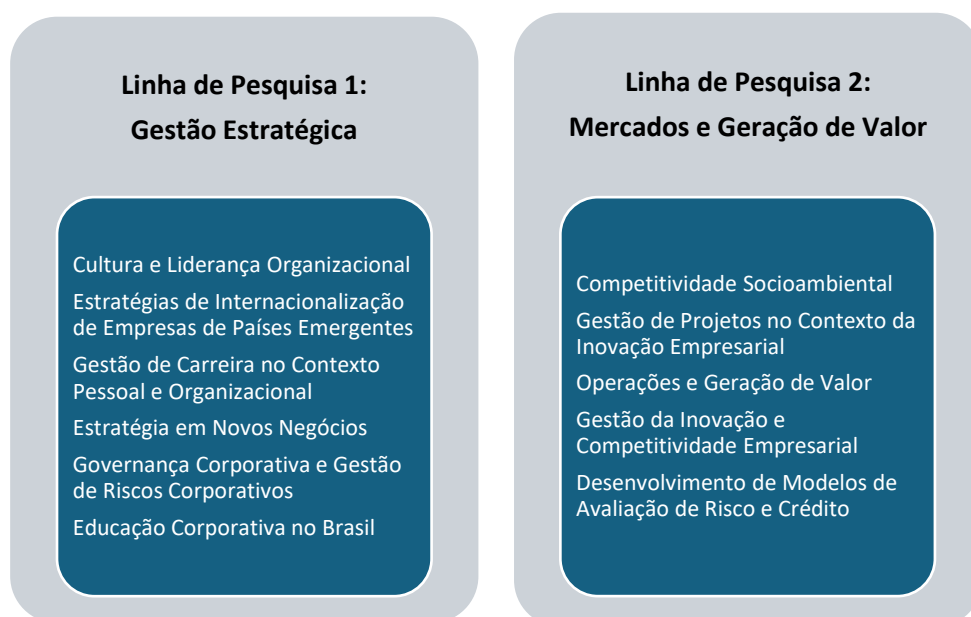 Linha de Pesquisa 1:
Gestão Estratégica
Cultura e Liderança Organizacional
Estratégias de Internacionalização
de Empresas de Países Emergentes
Gestão de Carreira no Contexto
Pessoal e Organizacional
Estratégia em Novos Negócios
Governança Corporativa e Gestão
de Riscos Corporativos
Educação Corporativa no Brasil
Linha de Pesquisa 2:
Mercados e Geração de Valor
Competitividade Socioambiental
Gestão de Projetos no Contexto da
Inovação Empresarial
Operações e Geração de Valor
Gestão da Inovação e
Competitividade Empresarial
Desenvolvimento de Modelos de
Avaliação de Risco e Crédito